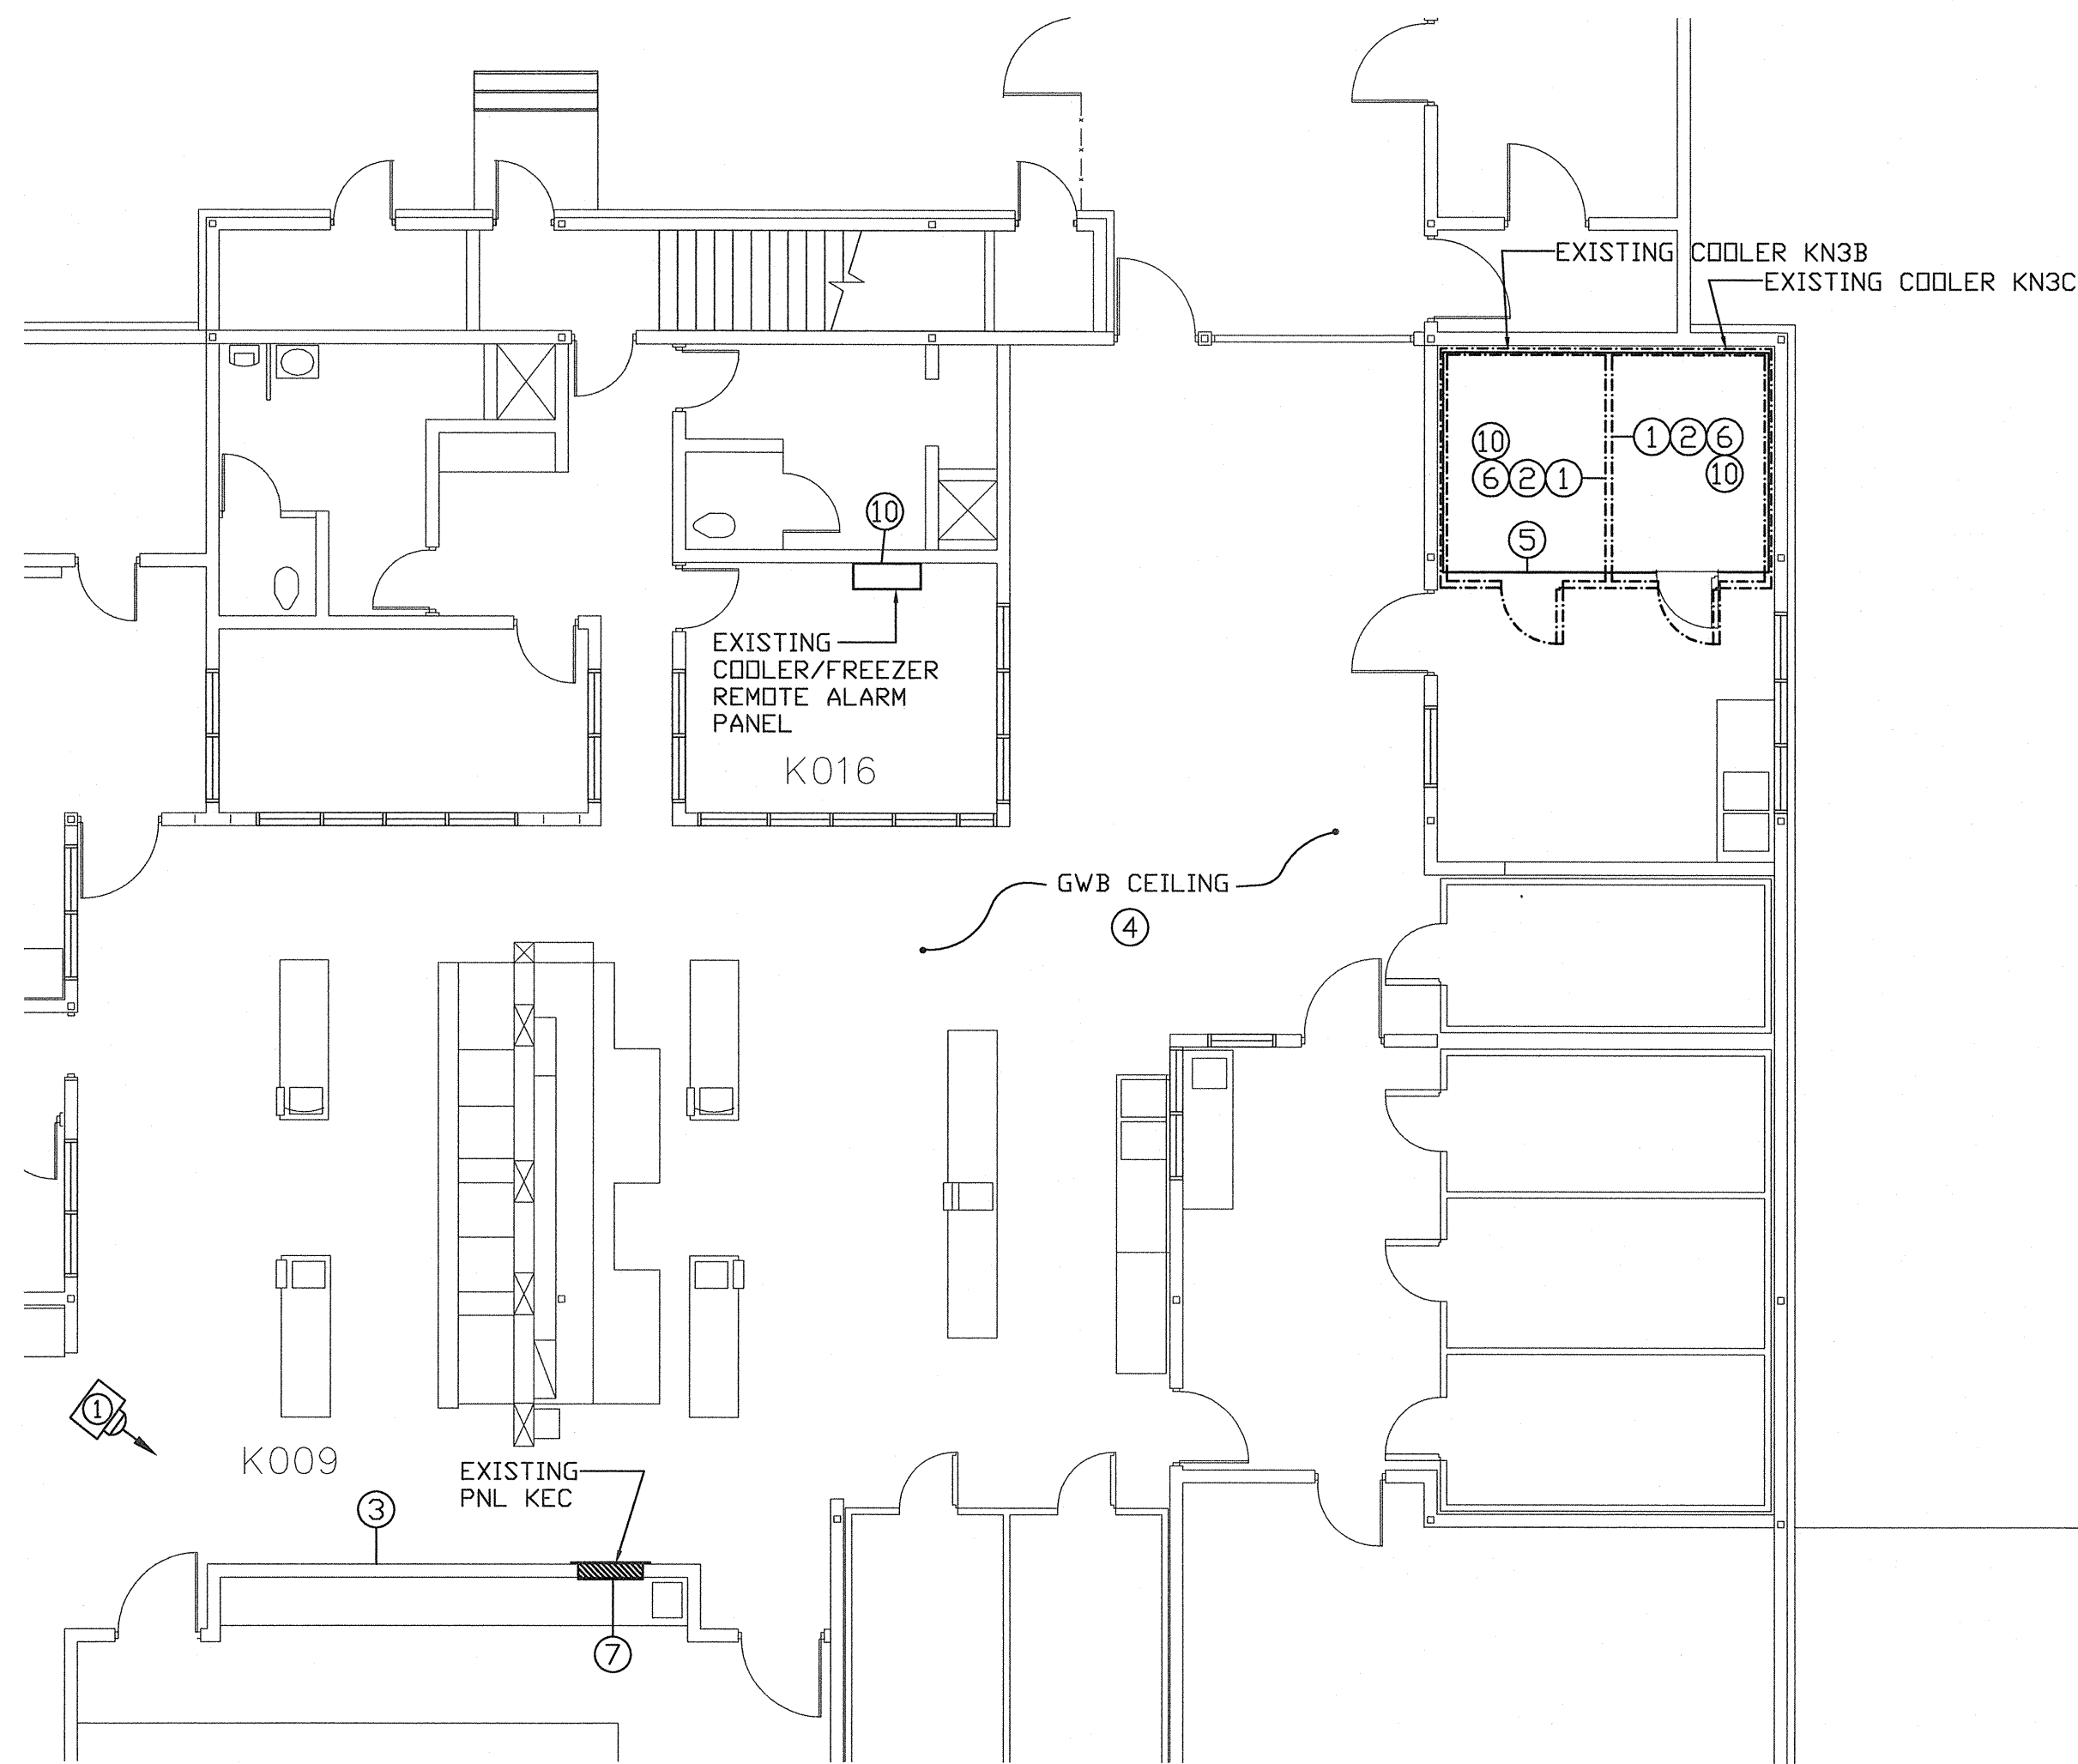 EXISTING COOLER KN3B
EXISTING COOLER KN3C
10
6 2 1
1 2 6
10
5
10
EXISTING
COOLER/FREEZER
REMOTE ALARM
PANEL
K016
GWB CEILING
4
1
K009
EXISTING
PNL KEC
3
7